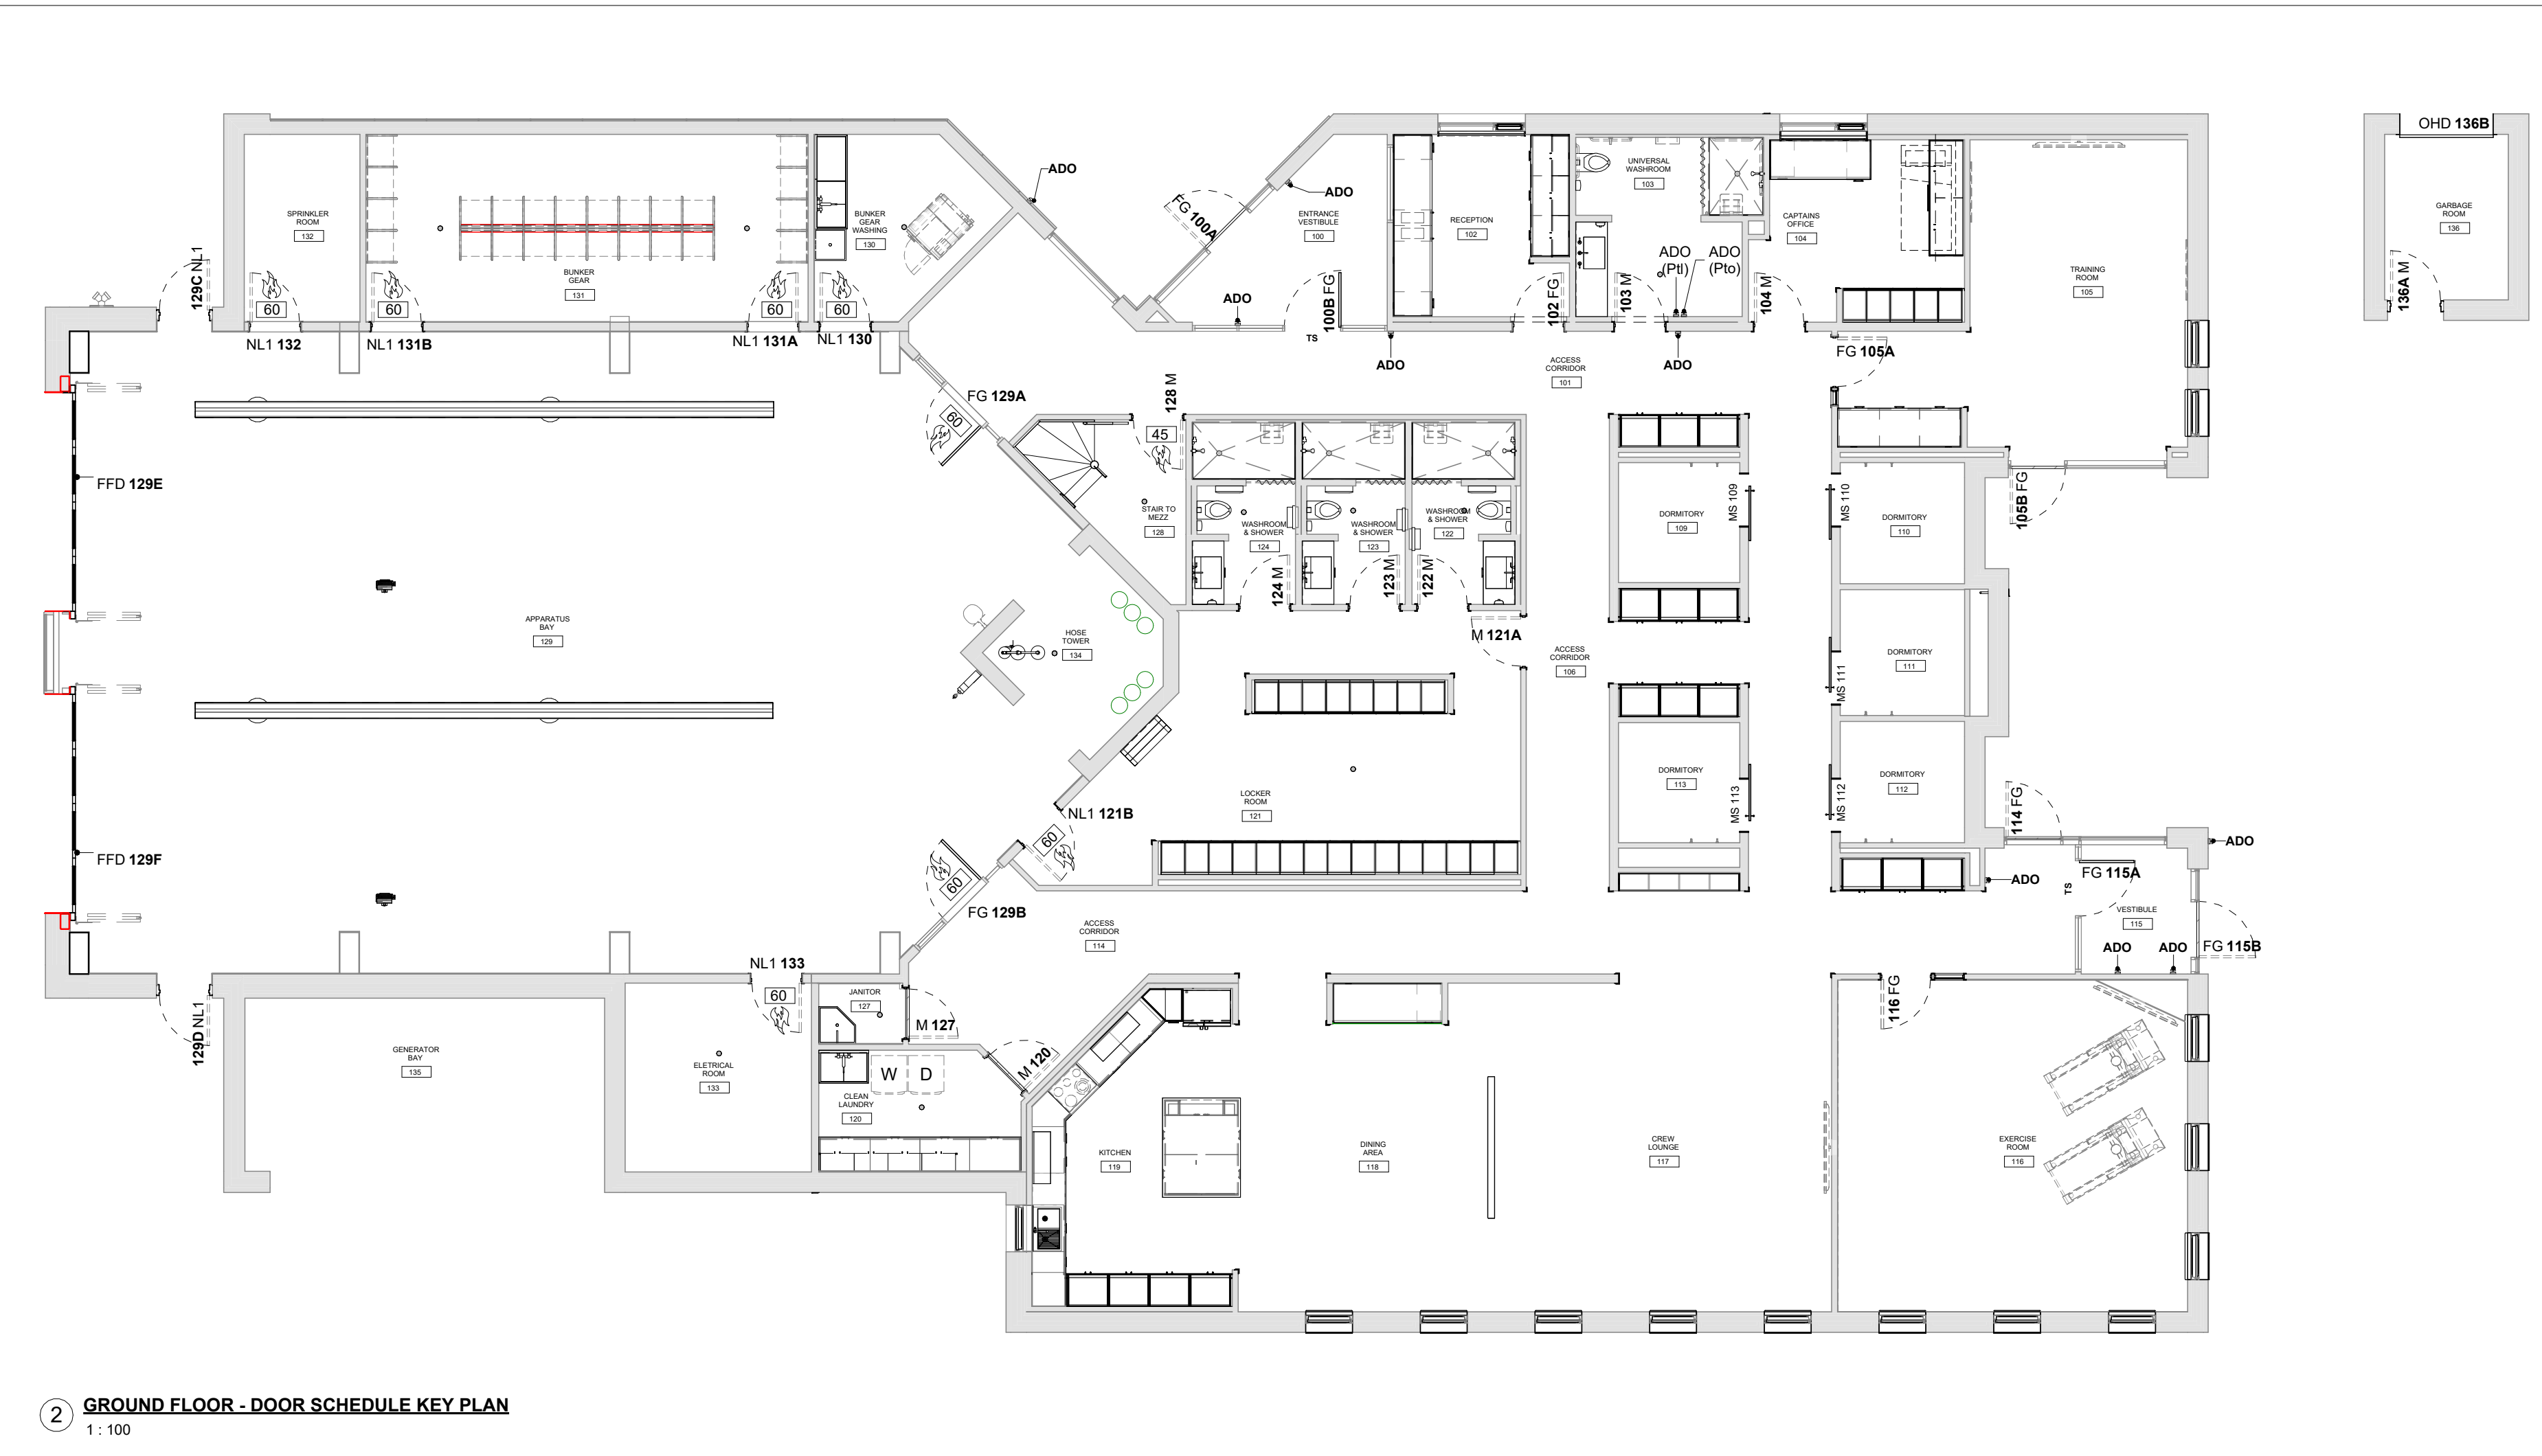 OHD 136B
ADO
ADO
FG 100A
UNIVERSAL
WASHROOM
103
SPRINKLER
ROOM
132
BUNKER
GEAR
WASHING
130
ENTRANCE
VESTIBULE
100
RECEPTION
102
CAPTAINS
OFFICE
104
GARBAGE
ROOM
136
129C NL1
BUNKER
GEAR
131
ADO
(Ptl)
ADO
(Pto)
TRAINING
ROOM
105
60
60
60
60
ADO
100B FG
102 FG
103 M
104 M
136A M
NL1 132
NL1 131B
NL1 131A
NL1 130
TS
ADO
ADO
ACCESS
CORRIDOR
101
FG 105A
FG 129A
60
128 M
45
FFD 129E
STAIR TO
MEZZ
128
WASHROOM
& SHOWER
124
WASHROOM
& SHOWER
123
WASHROOM
& SHOWER
122
DORMITORY
109
MS 109
MS 110
DORMITORY
110
105B FG
124 M
123 M
122 M
APPARATUS
BAY
129
HOSE
TOWER
134
M 121A
ACCESS
CORRIDOR
106
DORMITORY
111
MS 111
DORMITORY
113
MS 113
MS 112
DORMITORY
112
114 FG
LOCKER
ROOM
121
NL1 121B
60
FFD 129F
60
FG 129B
ADO
FG 115A
ADO
TS
VESTIBULE
115
ADO
ADO
FG 115B
ACCESS
CORRIDOR
114
NL1 133
60
JANITOR
127
M 127
116 FG
129D NL1
GENERATOR
BAY
135
ELETRICAL
ROOM
133
W
D
M 120
CLEAN
LAUNDRY
120
KITCHEN
119
DINING
AREA
118
CREW
LOUNGE
117
EXERCISE
ROOM
116
2
GROUND FLOOR - DOOR SCHEDULE KEY PLAN
1 : 100